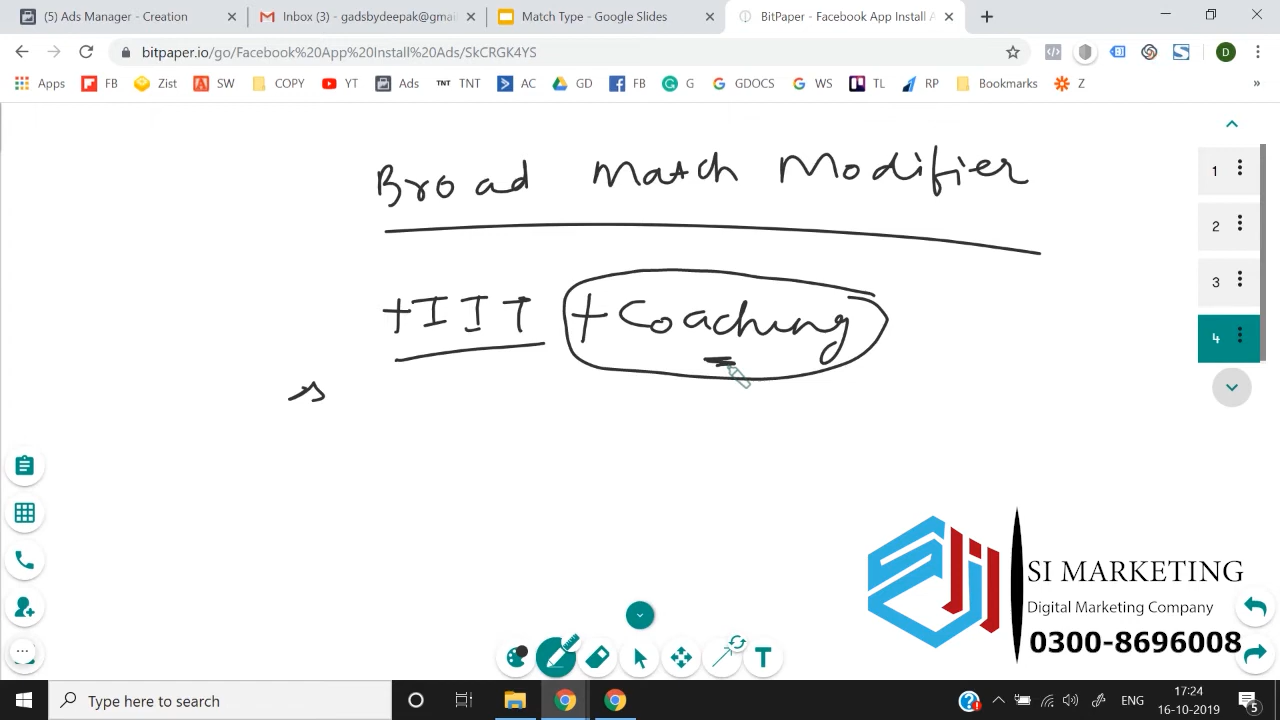 (5) Ads Manager - Creation
Inbox (3) - gadsbydeepak@gmai
Match Type - Google Slides
BitPaper - Facebook App Install A
bitpaper.io/go/Facebook%20App%20Install%20Ads/SkCRGK4YS
D
Apps FB Zist SW COPY YT Ads TNT TNT AC GD FB G GDOCS WS TL RP Bookmarks Z »
Broad Match Modifier
+IIT +Coaching
1
2
3
4
SI MARKETING
Digital Marketing Company
0300-8696008
T
Type here to search
ENG
17:24
16-10-2019
5